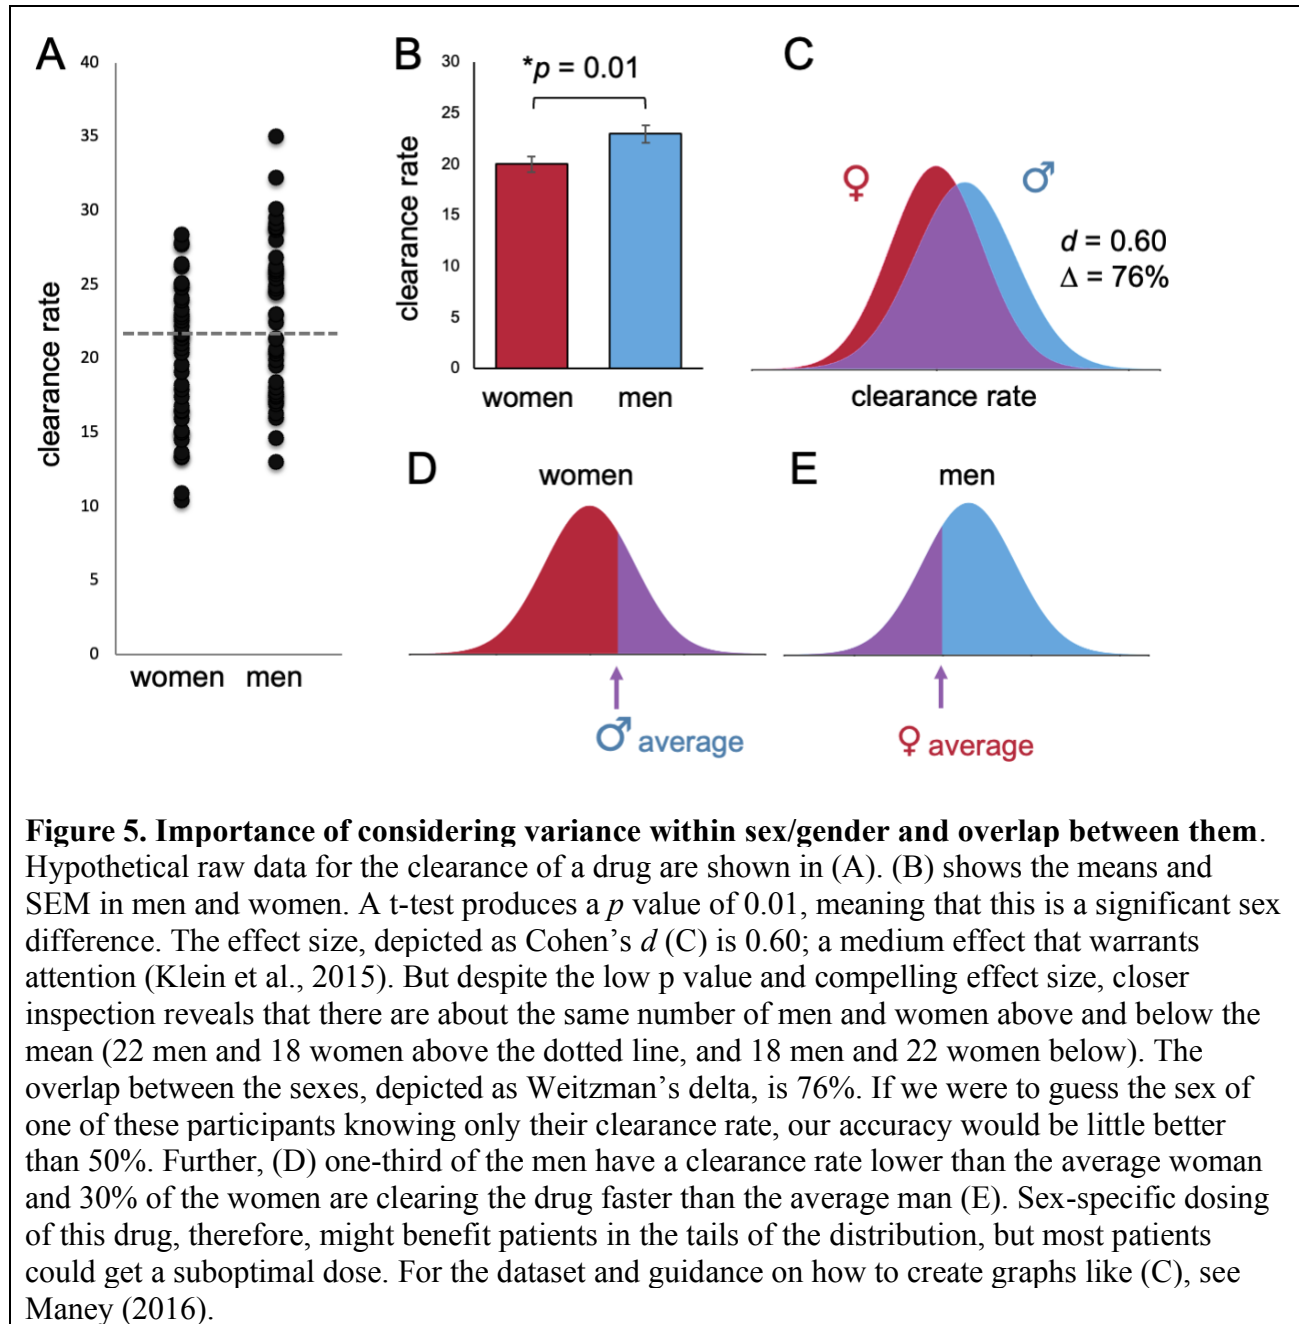 A
40
35
30
25
20
15
10
5
0
clearance rate
women men
B
30
25
20
15
10
5
0
clearance rate
*p = 0.01
women men
C
♀ ♂
d = 0.60
Δ = 76%
clearance rate
D
women
♂ average
E
men
♀ average
Figure 5. Importance of considering variance within sex/gender and overlap between them.
Hypothetical raw data for the clearance of a drug are shown in (A). (B) shows the means and
SEM in men and women. A t-test produces a p value of 0.01, meaning that this is a significant sex
difference. The effect size, depicted as Cohen’s d (C) is 0.60; a medium effect that warrants
attention (Klein et al., 2015). But despite the low p value and compelling effect size, closer
inspection reveals that there are about the same number of men and women above and below the
mean (22 men and 18 women above the dotted line, and 18 men and 22 women below). The
overlap between the sexes, depicted as Weitzman’s delta, is 76%. If we were to guess the sex of
one of these participants knowing only their clearance rate, our accuracy would be little better
than 50%. Further, (D) one-third of the men have a clearance rate lower than the average woman
and 30% of the women are clearing the drug faster than the average man (E). Sex-specific dosing
of this drug, therefore, might benefit patients in the tails of the distribution, but most patients
could get a suboptimal dose. For the dataset and guidance on how to create graphs like (C), see
Maney (2016).